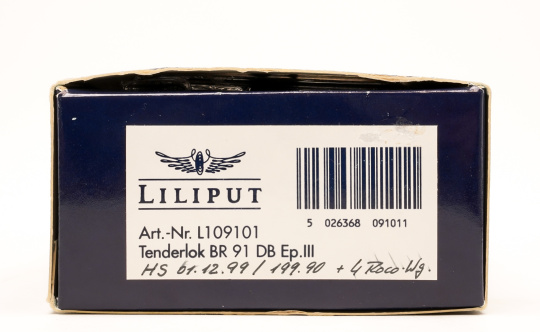 LILIPUT
5 026368 091011
Art.-Nr. L109101
Tenderlok BR 91 DB Ep.III
HS 61.12.99 / 199.90 + 4 Roco-Wg.